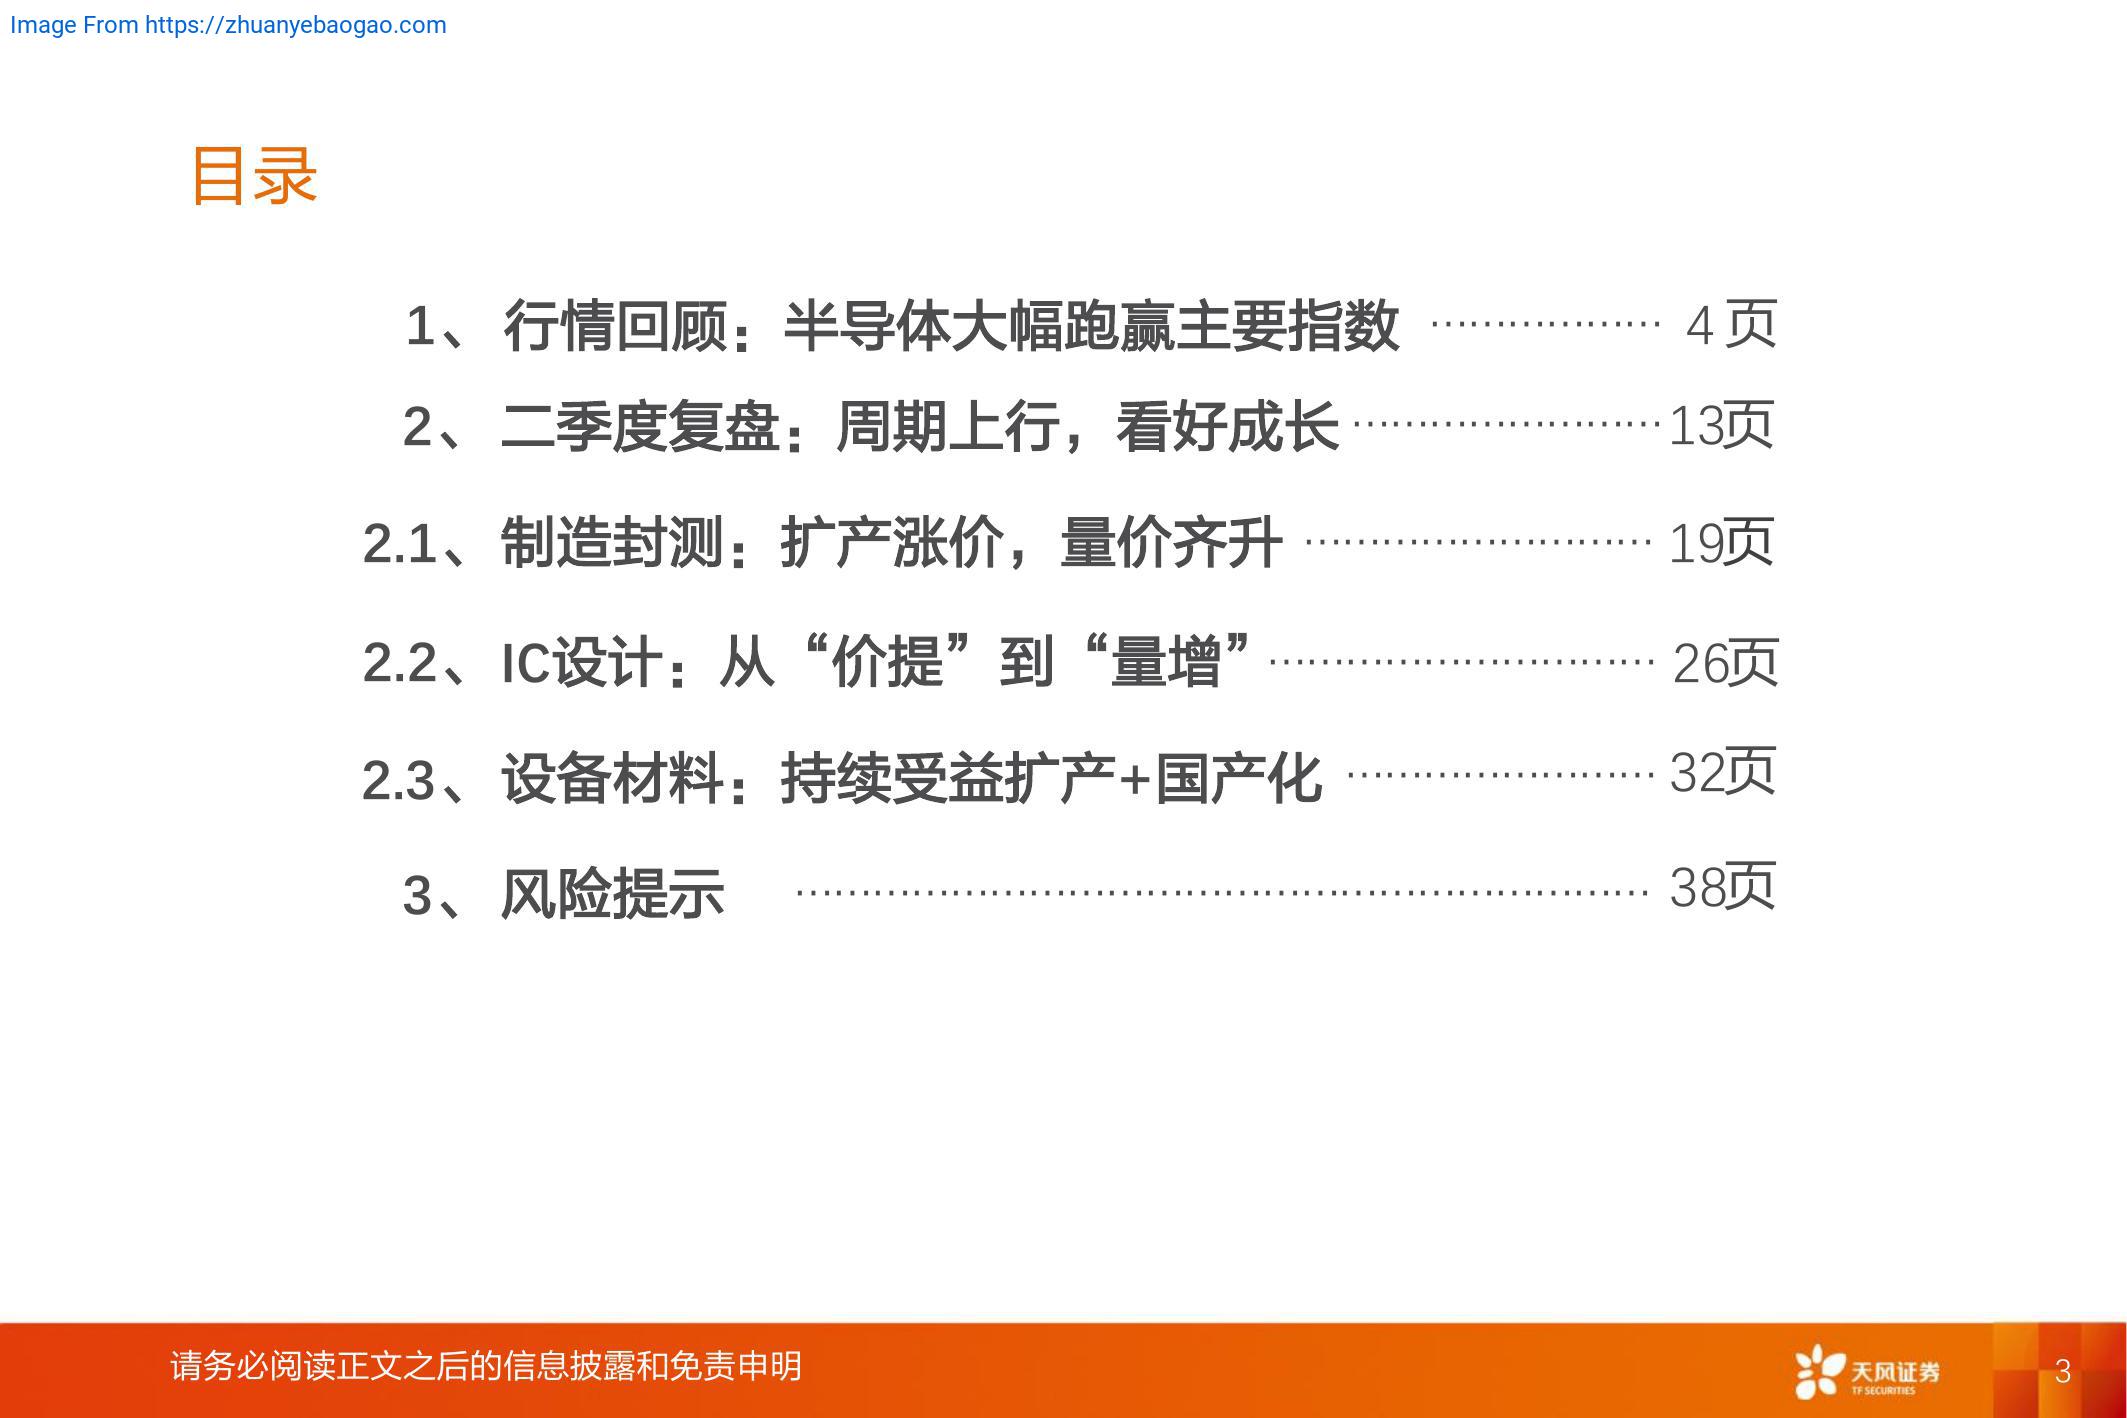 Image From https://zhuanyebaogao.com
目录
1、 行情回顾：半导体大幅跑赢主要指数 ·················· 4 页
2、 二季度复盘：周期上行，看好成长 ························ 13页
2.1、 制造封测：扩产涨价，量价齐升 ··························· 19页
2.2、 IC设计：从“价提”到“量增” ······························ 26页
2.3、 设备材料：持续受益扩产+国产化 ························ 32页
3、 风险提示 ·································································· 38页
请务必阅读正文之后的信息披露和免责申明
天风证券
TF SECURITIES
3